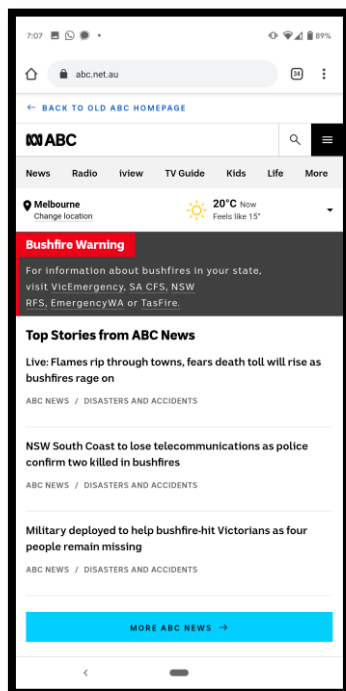 7:07
89%
abc.net.au
34
← BACK TO OLD ABC HOMEPAGE
ABC
News Radio iview TV Guide Kids Life More
Melbourne
Change location
20°C Now
Feels like 15°
Bushfire Warning
For information about bushfires in your state,
visit VicEmergency, SA CFS, NSW
RFS, EmergencyWA or TasFire.
Top Stories from ABC News
Live: Flames rip through towns, fears death toll will rise as
bushfires rage on
ABC NEWS / DISASTERS AND ACCIDENTS
NSW South Coast to lose telecommunications as police
confirm two killed in bushfires
ABC NEWS / DISASTERS AND ACCIDENTS
Military deployed to help bushfire-hit Victorians as four
people remain missing
ABC NEWS / DISASTERS AND ACCIDENTS
MORE ABC NEWS →